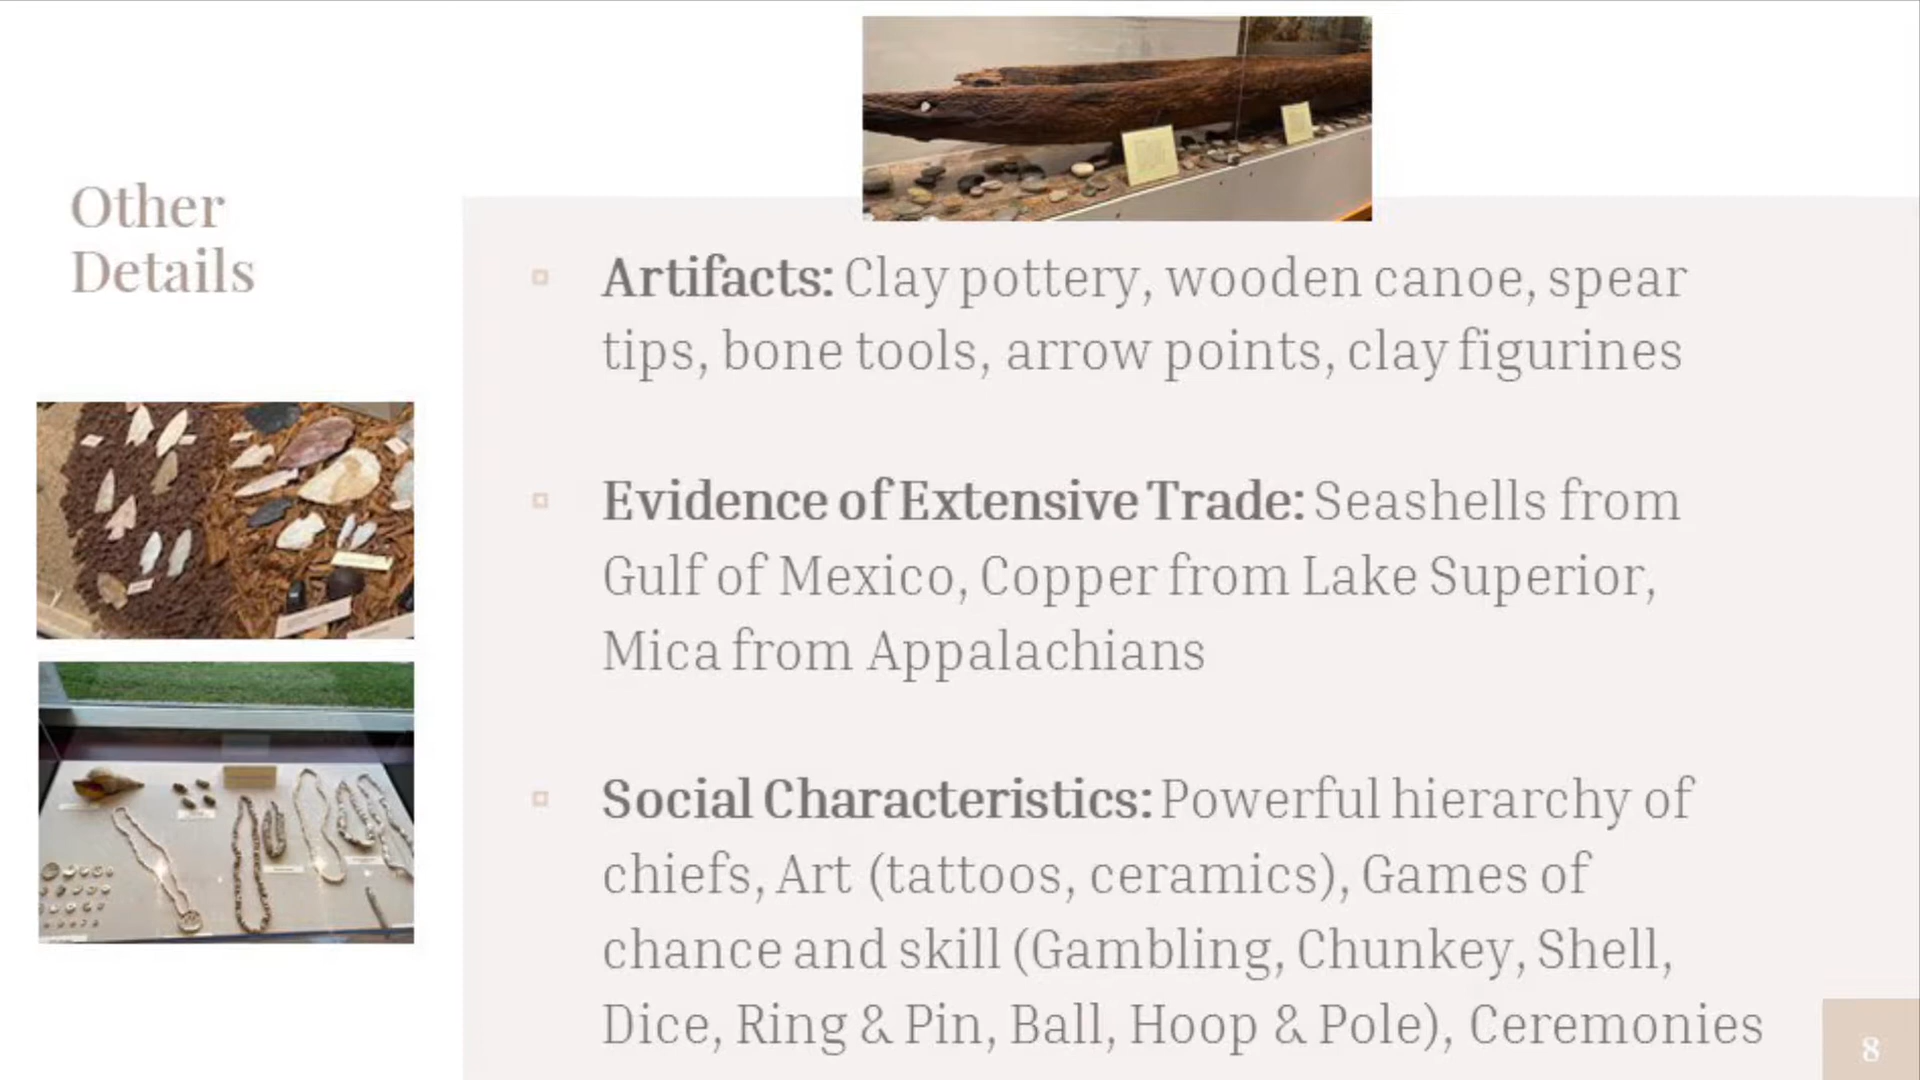 Other
Details
Artifacts: Clay pottery, wooden canoe, spear
tips, bone tools, arrow points, clay figurines
Evidence of Extensive Trade: Seashells from
Gulf of Mexico, Copper from Lake Superior,
Mica from Appalachians
Social Characteristics: Powerful hierarchy of
chiefs, Art (tattoos, ceramics), Games of
chance and skill (Gambling, Chunkey, Shell,
Dice, Ring & Pin, Ball, Hoop & Pole), Ceremonies
8